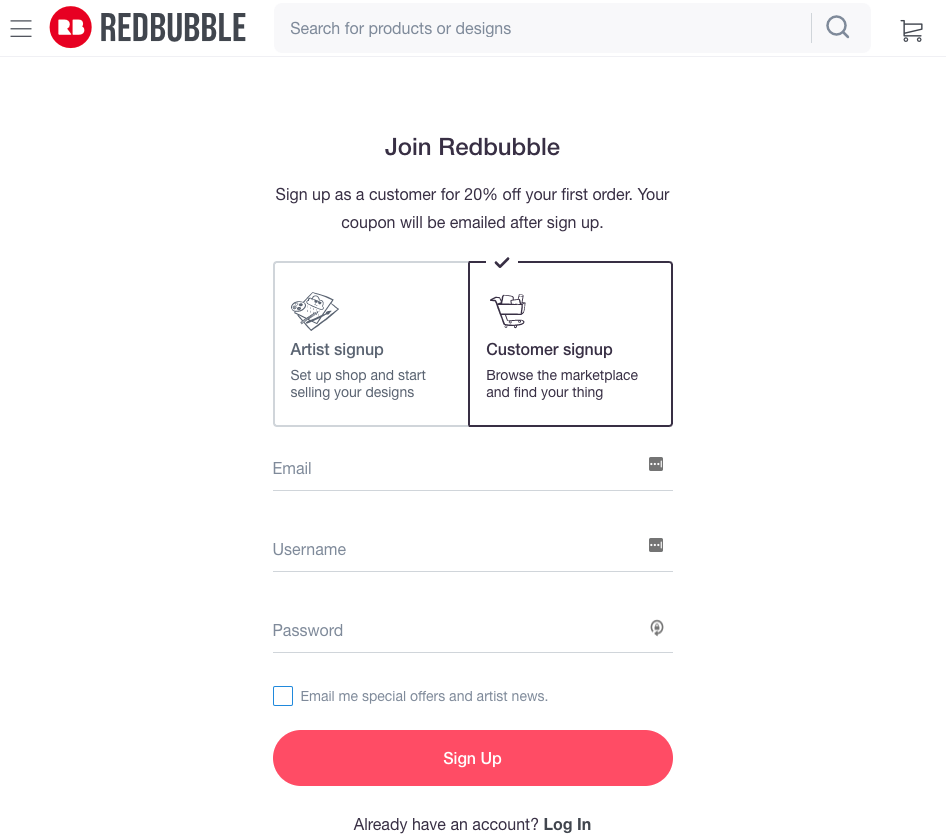 RB REDBUBBLE
Search for products or designs
Join Redbubble
Sign up as a customer for 20% off your first order. Your
coupon will be emailed after sign up.
Artist signup
Set up shop and start
selling your designs
Customer signup
Browse the marketplace
and find your thing
Email
Username
Password
Email me special offers and artist news.
Sign Up
Already have an account? Log In